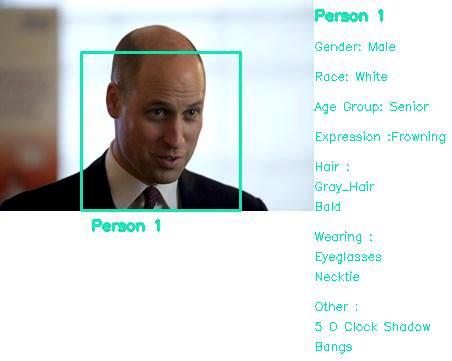 Person 1
Gender: Male
Race: White
Age Group: Senior
Expression :Frowning
Hair :
Gray_Hair
Bald
Person 1
Wearing :
Eyeglasses
Necktie
Other :
5 O Clock Shadow
Bangs